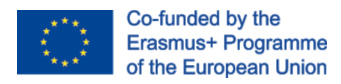 Co-funded by the
Erasmus+ Programme
of the European Union